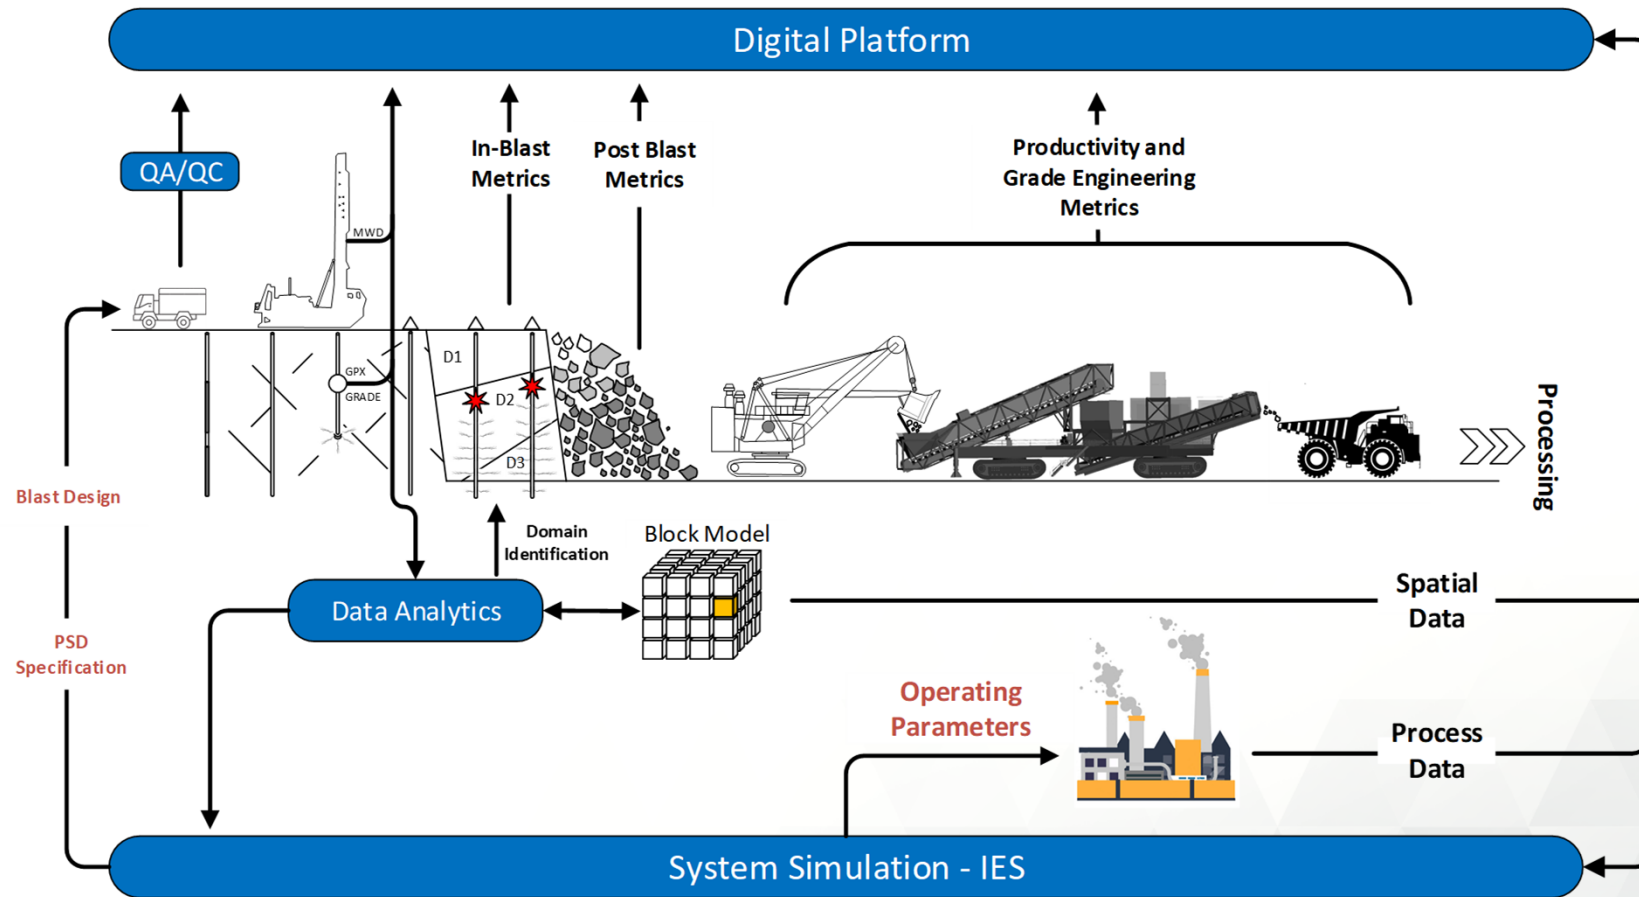 Digital Platform
QA/QC
MWD
In-Blast
Metrics
Post Blast
Metrics
Productivity and
Grade Engineering
Metrics
GPX
GRADE
D1
D2
D3
Processing
Blast Design
Domain
Identification
Block Model
Data Analytics
Spatial
Data
PSD
Specification
Operating
Parameters
Process
Data
System Simulation - IES